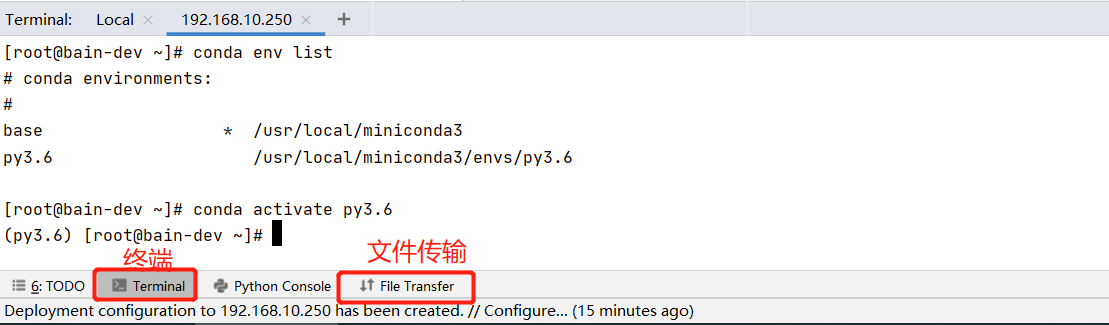 Terminal: Local × 192.168.10.250 × +
[root@bain-dev ~]# conda env list
# conda environments:
#
base * /usr/local/miniconda3
py3.6 /usr/local/miniconda3/envs/py3.6
[root@bain-dev ~]# conda activate py3.6
(py3.6) [root@bain-dev ~]#
终端 文件传输
6: TODO Terminal Python Console File Transfer
Deployment configuration to 192.168.10.250 has been created. // Configure... (15 minutes ago)